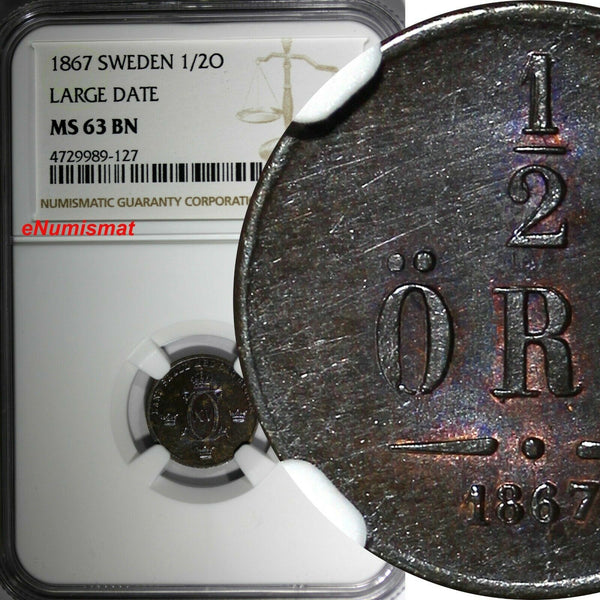 1867 SWEDEN 1/2O
LARGE DATE
MS 63 BN
4729989-127
NUMISMATIC GUARANTY CORPORATION
eNumismat
1
2
ÖR
1867